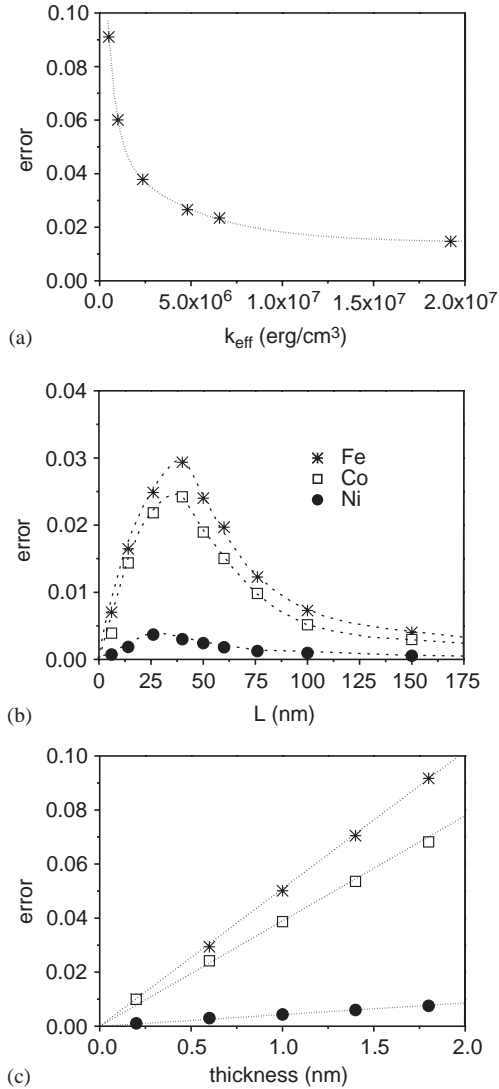 0.10
0.08
0.06
0.04
0.02
0.00
error
0.0 5.0x10⁶ 1.0x10⁷ 1.5x10⁷ 2.0x10⁷
(a) k_eff (erg/cm³)
0.04
0.03
0.02
0.01
0.00
error
Fe
Co
Ni
0 25 50 75 100 125 150 175
(b) L (nm)
0.10
0.08
0.06
0.04
0.02
0.00
error
0.0 0.5 1.0 1.5 2.0
(c) thickness (nm)